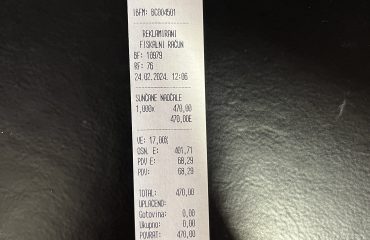 IBFM: BC004501
REKLAMIRANI
FISKALNI RAČUN
BF: 10979
RF: 76
24.02.2024. 12:06
SUNČANE NAOČALE
1,000x 470,00
470,00E
VE: 17,00%
OSN. E: 401,71
PDV E: 68,29
PDV: 68,29
TOTAL: 470,00
UPLAĆENO:
Gotovina: 0,00
Ukupno: 0,00
POVRAT: 470,00